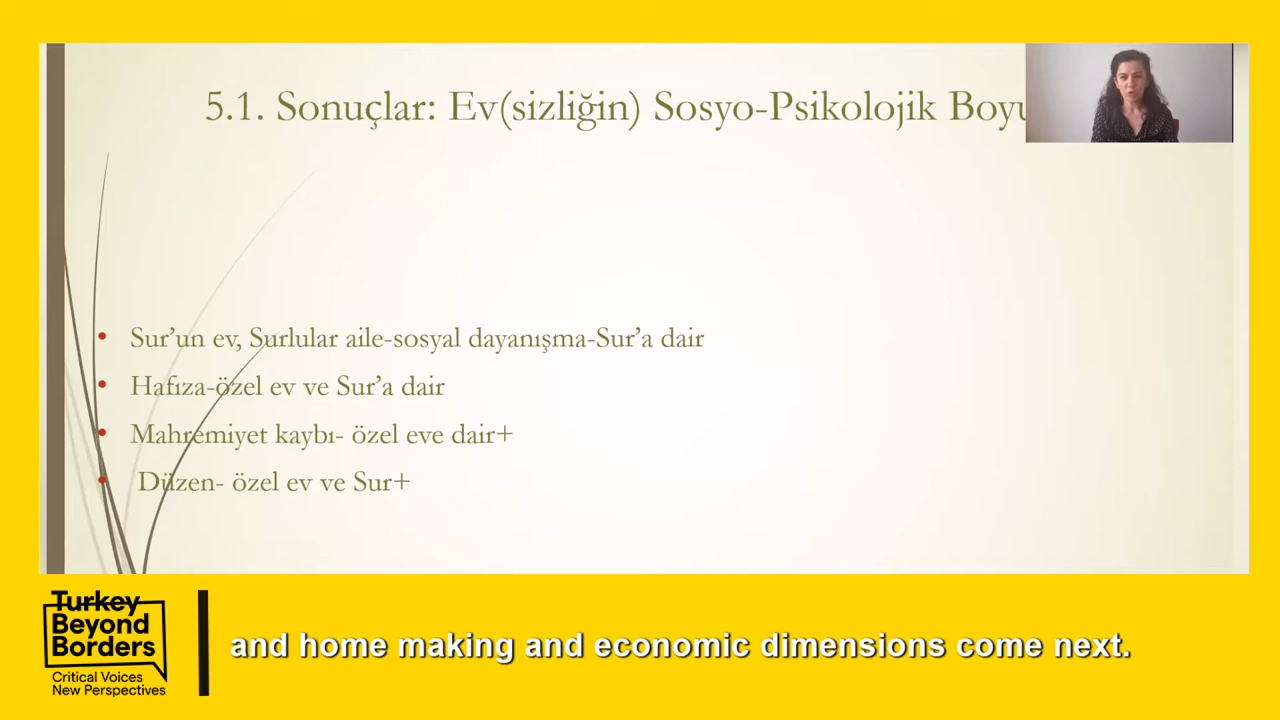 5.1. Sonuçlar: Ev(sizliğin) Sosyo-Psikolojik
Sur’un ev, Surlular aile-sosyal dayanışma-Sur’a dair
Hafıza-özel ev ve Sur’a dair
Mahremiyet kaybı- özel eve dair+
Düzen- özel ev ve Sur+
Turkey
Beyond
Borders
Critical Voices
New Perspectives
and home making and economic dimensions come next.